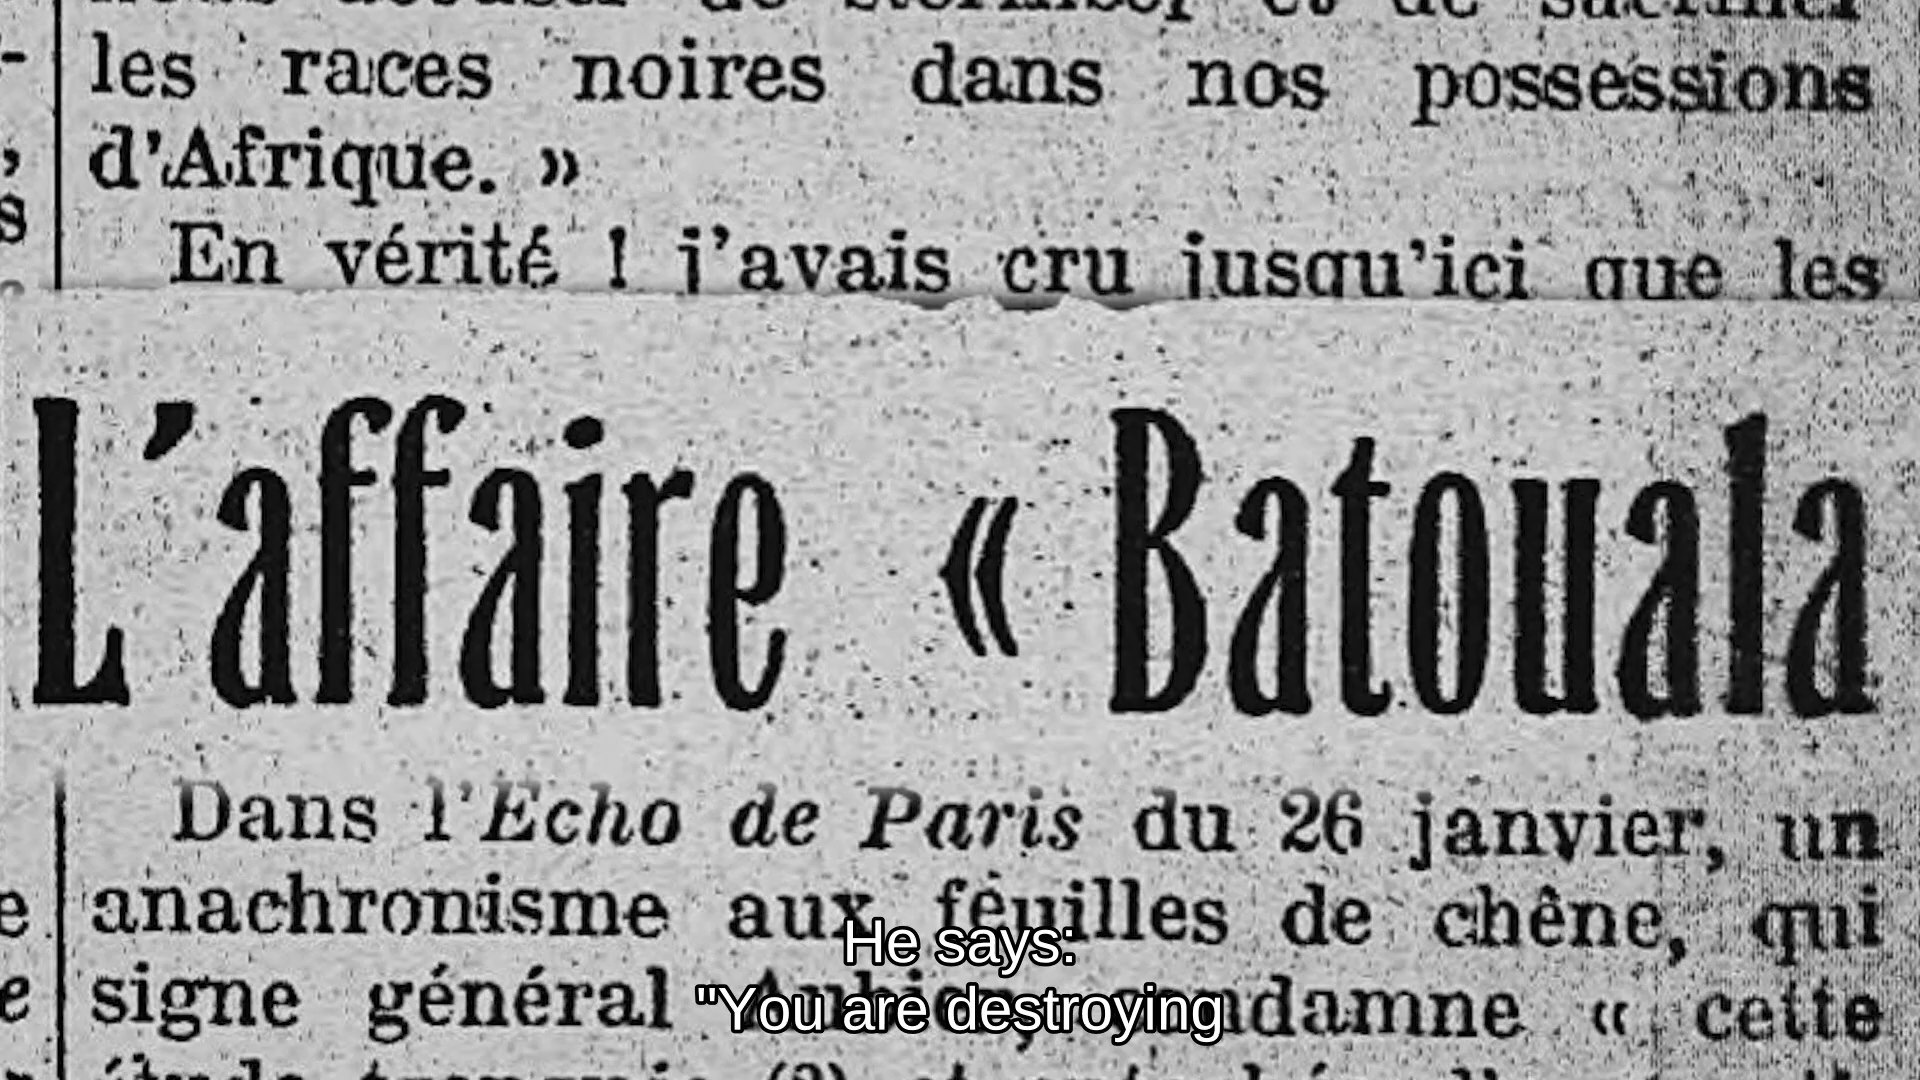 les races noires dans nos possessions
d'Afrique. »
En vérité ! j'avais cru jusqu'ici que les
L'affaire « Batouala
Dans l'Echo de Paris du 26 janvier, un
anachronisme aux feuilles de chêne, qui
signe général condamne « cette
He says:
"You are destroying